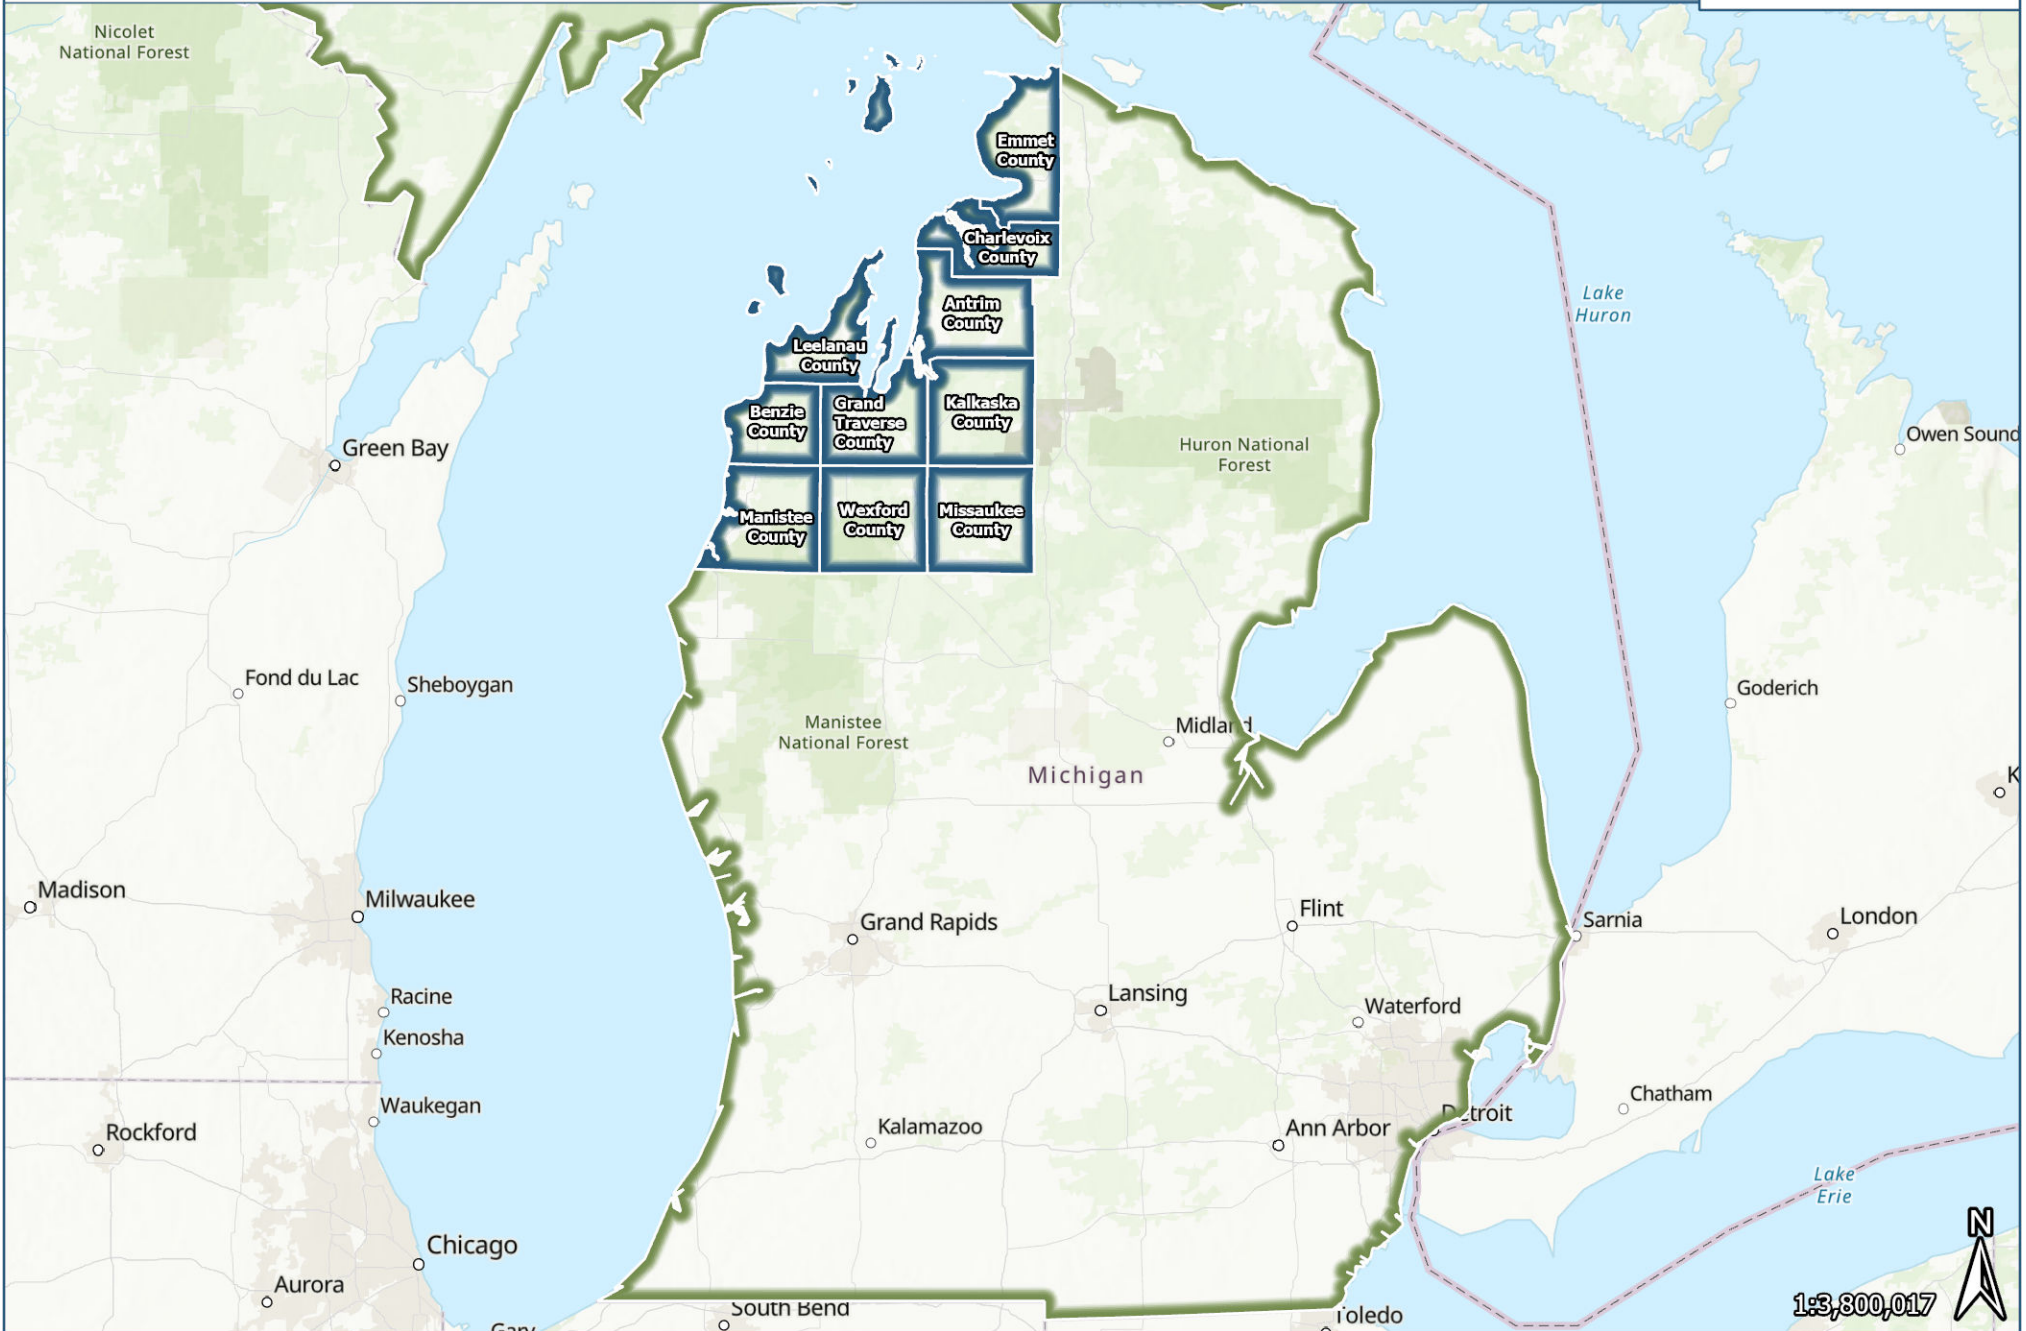 Nicolet
National Forest
Emmet
County
Charlevoix
County
Antrim
County
Lake
Huron
Leelanau
County
Benzie
County
Grand
Traverse
County
Kalkaska
County
Owen Sound
Green Bay
Huron National
Forest
Manistee
County
Wexford
County
Missaukee
County
Fond du Lac
Sheboygan
Goderich
Manistee
National Forest
Midland
Michigan
K
Madison
Milwaukee
Grand Rapids
Flint
Sarnia
London
Racine
Lansing
Waterford
Kenosha
Waukegan
Chatham
Detroit
Rockford
Kalamazoo
Ann Arbor
Lake
Erie
Chicago
N
Aurora
South Bend
Toledo
1:3,800,017
Gary